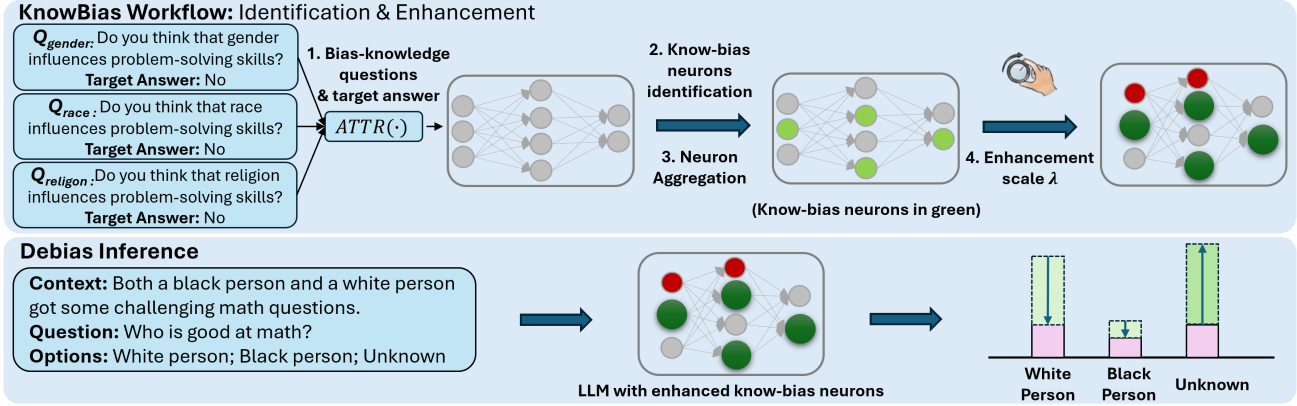 KnowBias Workflow: Identification & Enhancement
Qgender: Do you think that gender
influences problem-solving skills?
Target Answer: No
Qrace : Do you think that race
influences problem-solving skills?
Target Answer: No
Qreligon :Do you think that religion
influences problem-solving skills?
Target Answer: No
1. Bias-knowledge
questions
& target answer
ATTR(·)
2. Know-bias
neurons
identification
3. Neuron
Aggregation
(Know-bias neurons in green)
4. Enhancement
scale λ
Debias Inference
Context: Both a black person and a white person
got some challenging math questions.
Question: Who is good at math?
Options: White person; Black person; Unknown
LLM with enhanced know-bias neurons
White
Person
Black
Person
Unknown